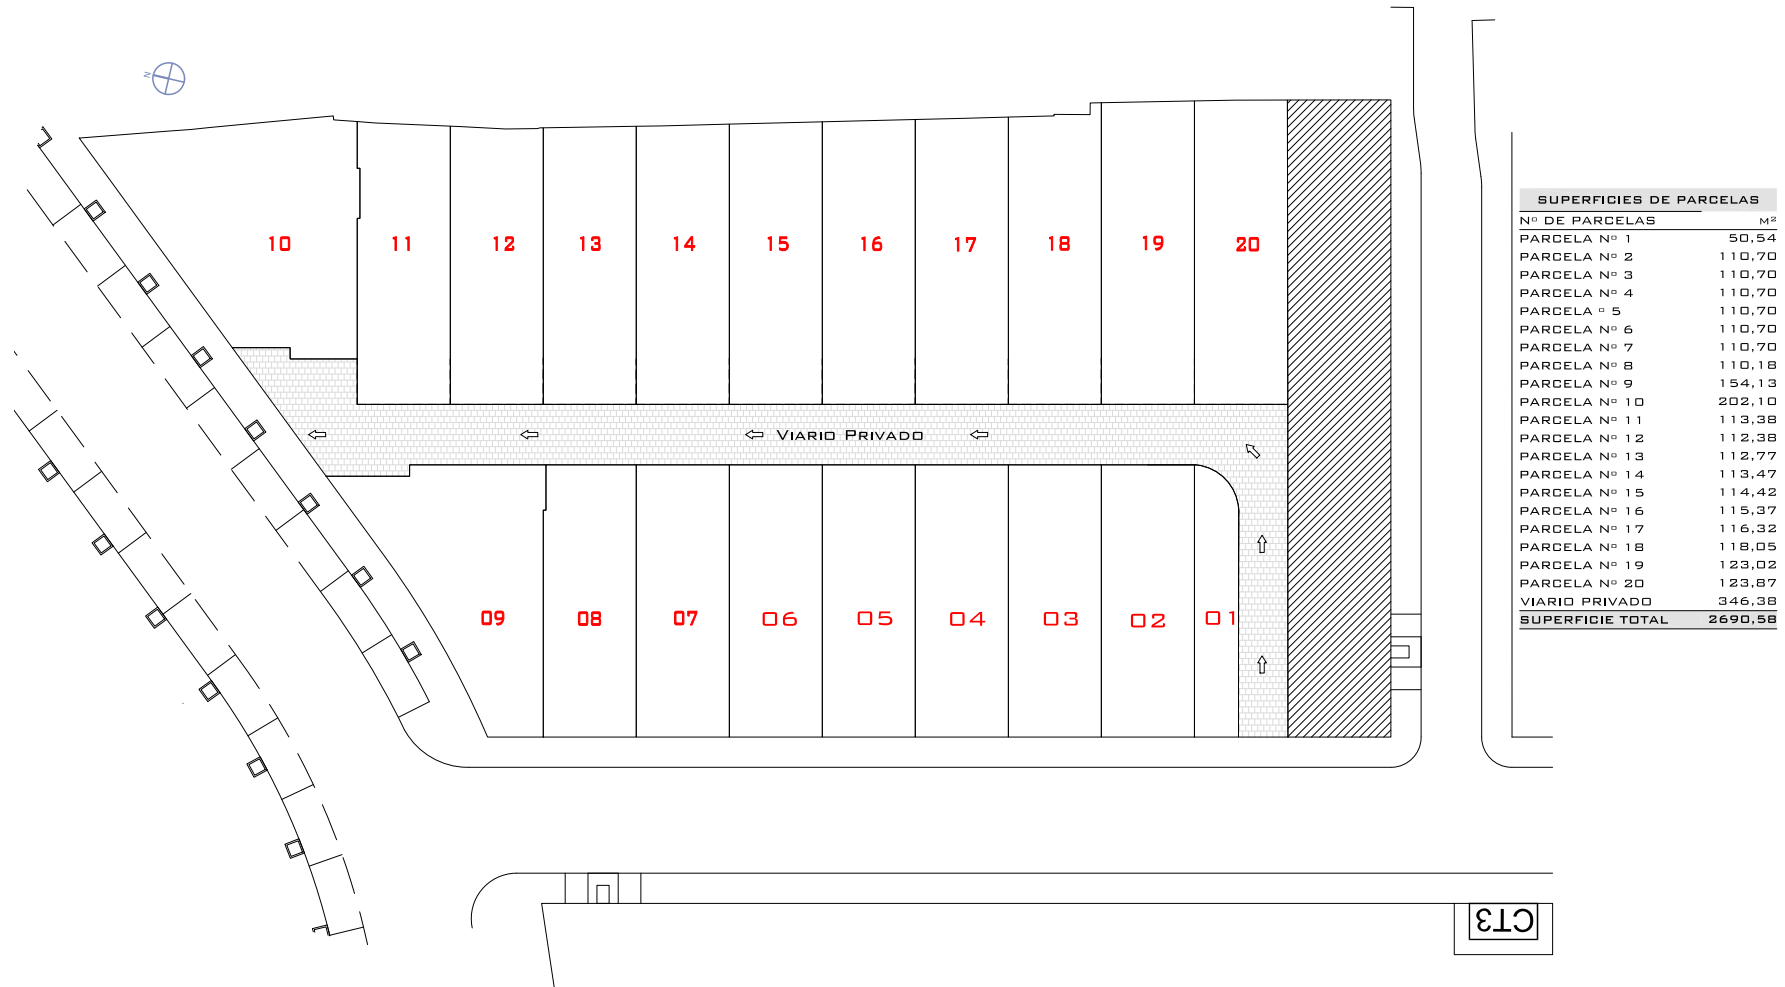 N
10
11
12
13
14
15
16
17
18
19
20
VIARIO PRIVADO
09
08
07
06
05
04
03
02
01
SUPERFICIES DE PARCELAS
Nº DE PARCELAS M²
PARCELA Nº 1 50,54
PARCELA Nº 2 110,70
PARCELA Nº 3 110,70
PARCELA Nº 4 110,70
PARCELA º 5 110,70
PARCELA Nº 6 110,70
PARCELA Nº 7 110,70
PARCELA Nº 8 110,18
PARCELA Nº 9 154,13
PARCELA Nº 10 202,10
PARCELA Nº 11 113,38
PARCELA Nº 12 112,38
PARCELA Nº 13 112,77
PARCELA Nº 14 113,47
PARCELA Nº 15 114,42
PARCELA Nº 16 115,37
PARCELA Nº 17 116,32
PARCELA Nº 18 118,05
PARCELA Nº 19 123,02
PARCELA Nº 20 123,87
VIARIO PRIVADO 346,38
SUPERFICIE TOTAL 2690,58
CT3